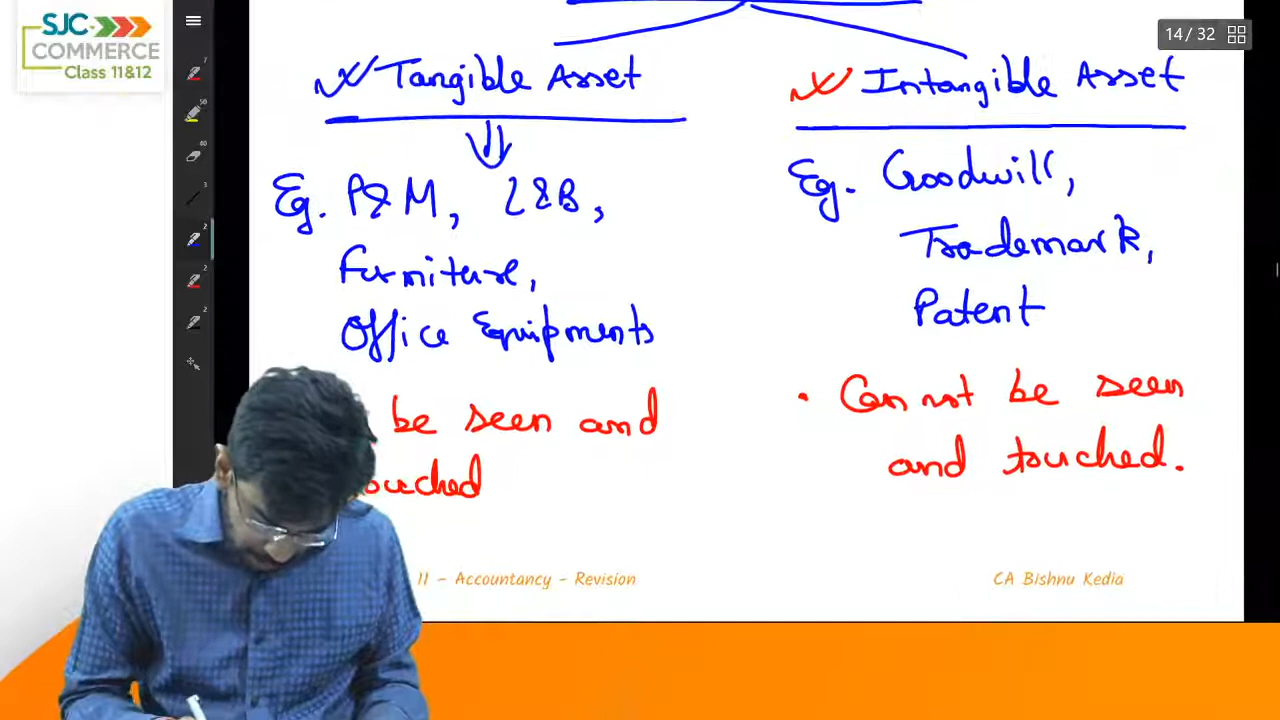 SJC
COMMERCE
Class 11&12
14 / 32
Tangible Asset
Eg. P&M, L&B,
Furniture,
Office Equipments
be seen and
touched
Intangible Asset
Eg. Goodwill,
Trademark,
Patent
• Cannot be seen
and touched.
11 – Accountancy – Revision
CA Bishnu Kedia